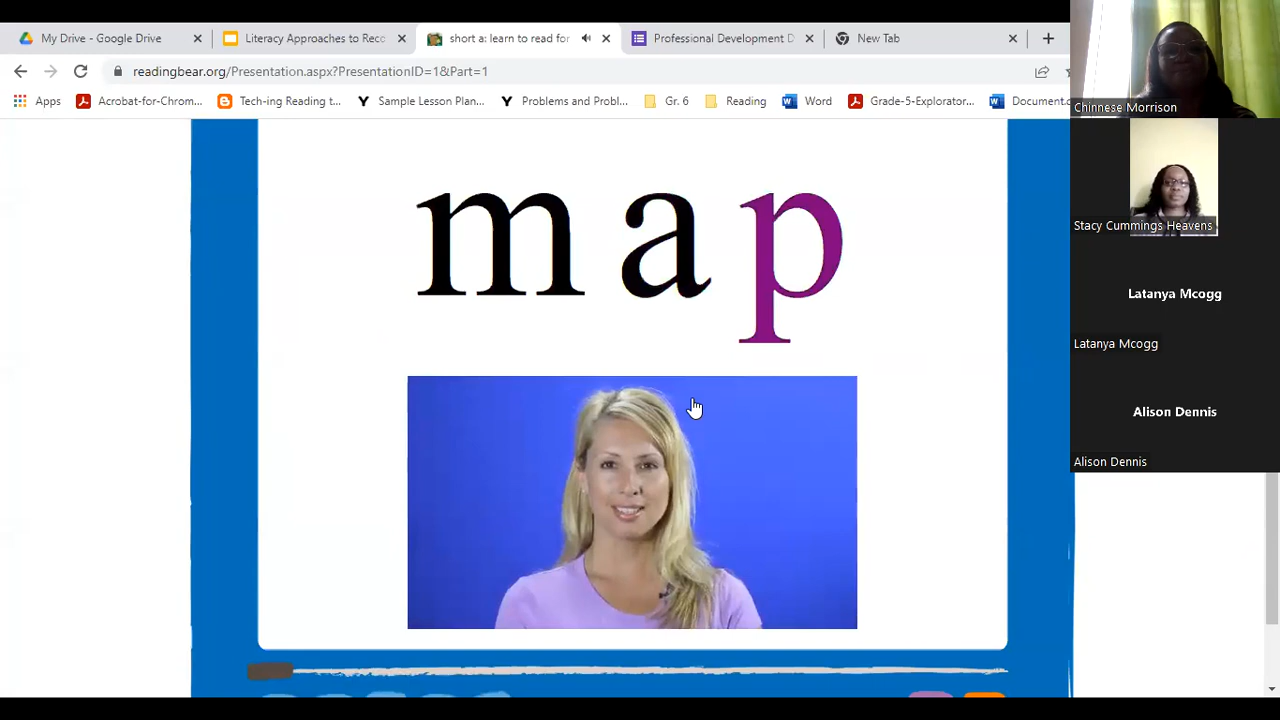 My Drive - Google Drive
Literacy Approaches to Reco
short a: learn to read for
Professional Development D
New Tab
readingbear.org/Presentation.aspx?PresentationID=1&Part=1
Apps
Acrobat-for-Chrom...
Tech-ing Reading t...
Sample Lesson Plan...
Problems and Probl...
Gr. 6
Reading
Word
Grade-5-Explorator...
Document.c
map
Chinnese Morrison
Stacy Cummings Heavens
Latanya Mcogg
Latanya Mcogg
Alison Dennis
Alison Dennis